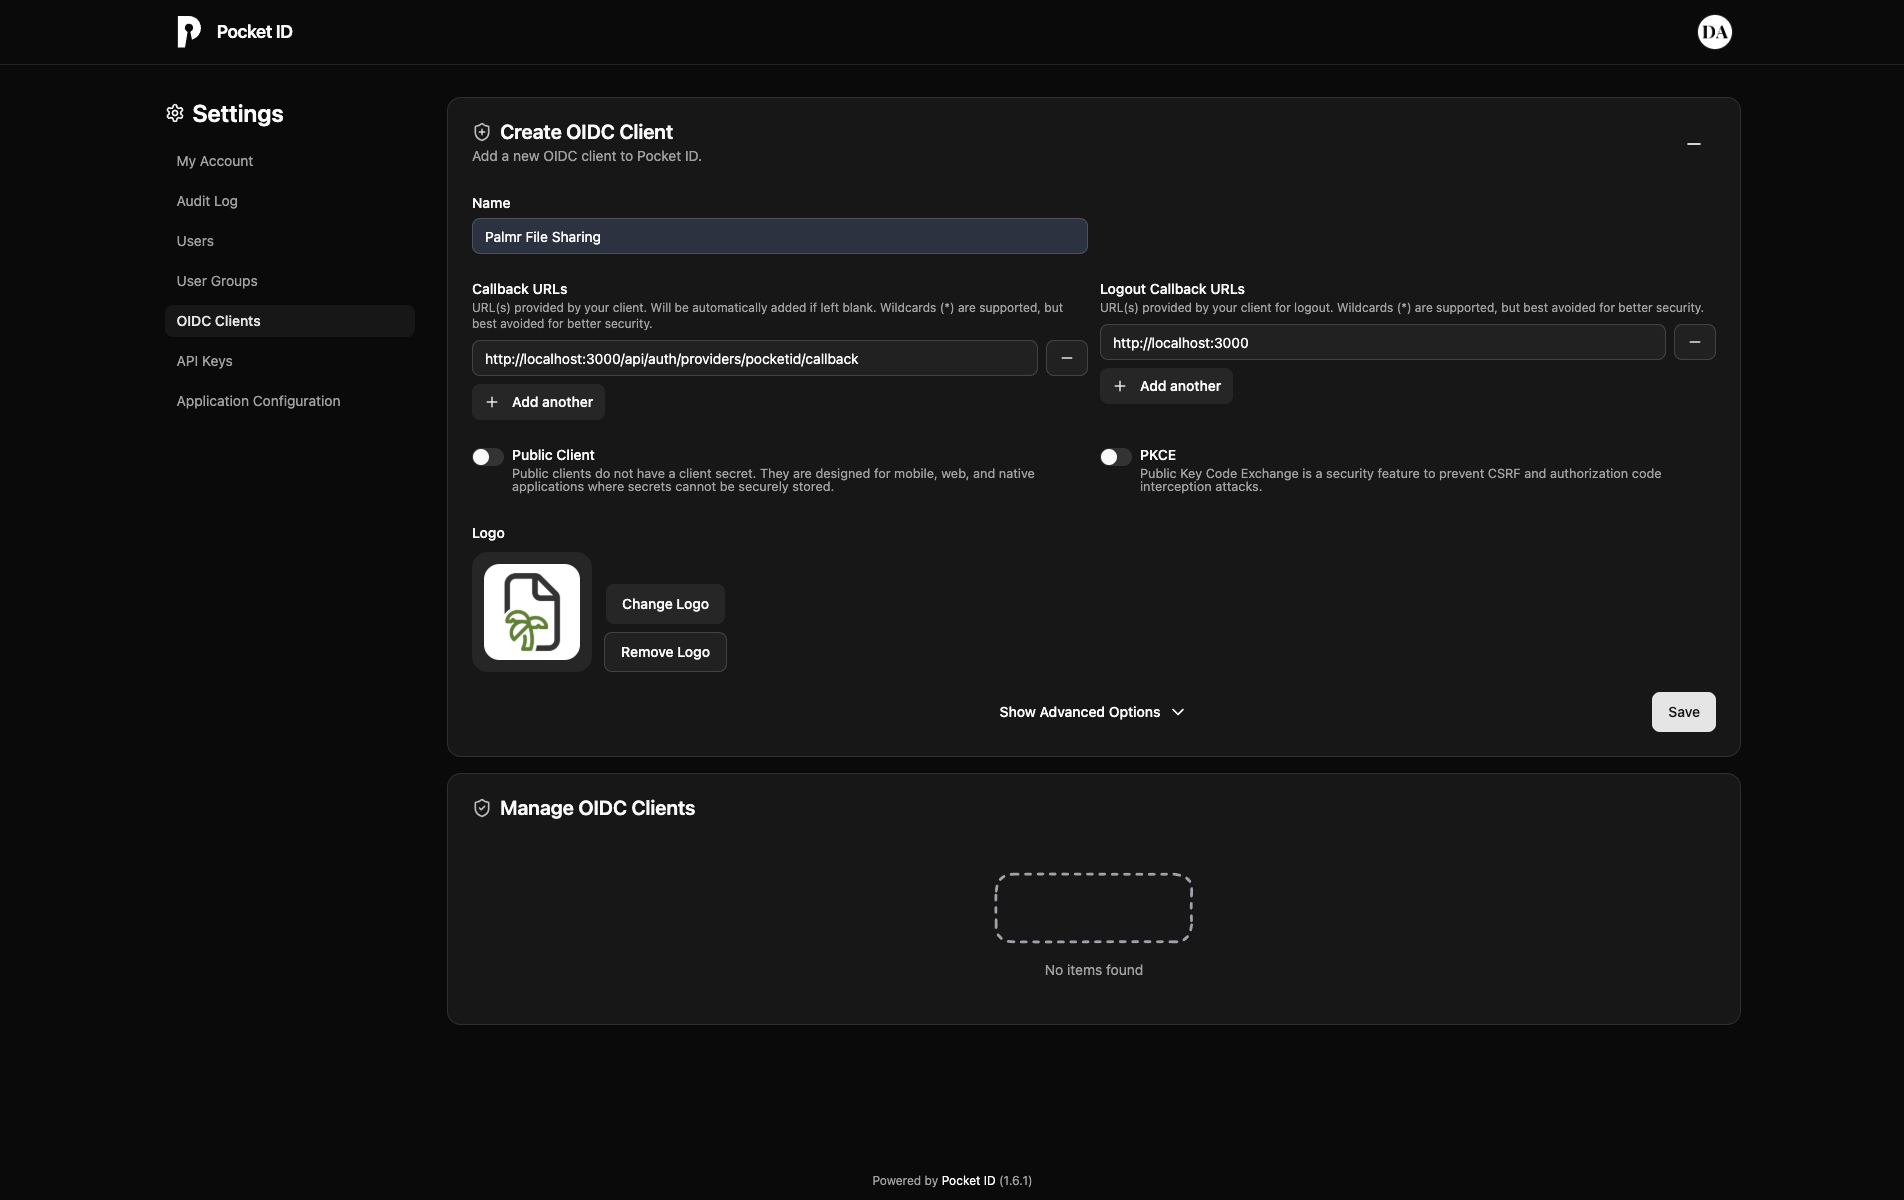 Pocket ID
DA
Settings
My Account
Audit Log
Users
User Groups
OIDC Clients
API Keys
Application Configuration
Create OIDC Client
Add a new OIDC client to Pocket ID.
Name
Palmr File Sharing
Callback URLs
URL(s) provided by your client. Will be automatically added if left blank. Wildcards (*) are supported, but
best avoided for better security.
http://localhost:3000/api/auth/providers/pocketid/callback
Add another
Logout Callback URLs
URL(s) provided by your client for logout. Wildcards (*) are supported, but best avoided for better security.
http://localhost:3000
Add another
Public Client
Public clients do not have a client secret. They are designed for mobile, web, and native
applications where secrets cannot be securely stored.
PKCE
Public Key Code Exchange is a security feature to prevent CSRF and authorization code
interception attacks.
Logo
Change Logo
Remove Logo
Show Advanced Options
Save
Manage OIDC Clients
No items found
Powered by Pocket ID (1.6.1)